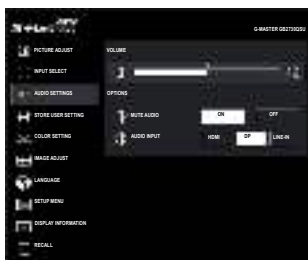 G-MASTER GB2730QSU
PICTURE ADJUST
VOLUME
INPUT SELECT
AUDIO SETTINGS
OPTIONS
STORE USER SETTING
MUTE AUDIO ON OFF
COLOR SETTING
AUDIO INPUT HDMI DP LINE-IN
IMAGE ADJUST
LANGUAGE
SETUP MENU
DISPLAY INFORMATION
RECALL